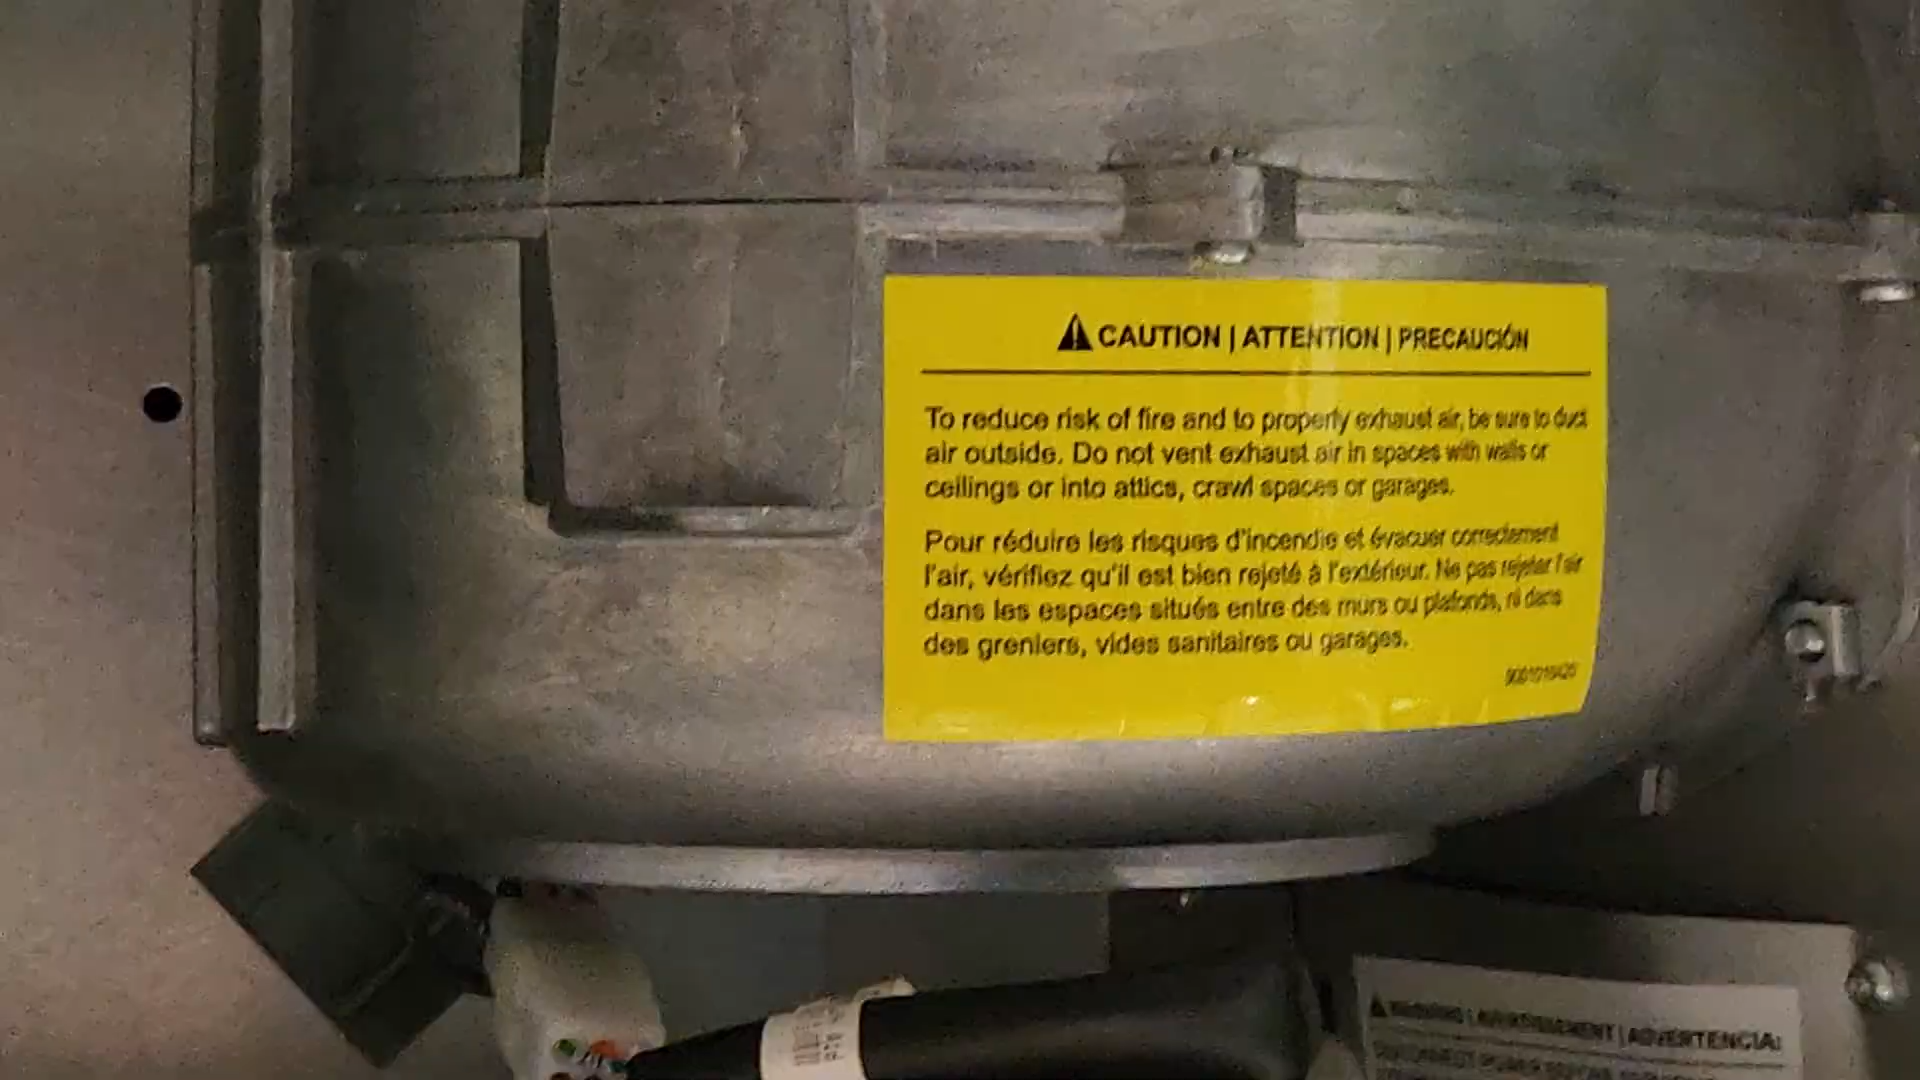 CAUTION | ATTENTION | PRECAUCIÓN
To reduce risk of fire and to properly exhaust air, be sure to duct
air outside. Do not vent exhaust air in spaces with walls or
ceilings or into attics, crawl spaces or garages.
Pour réduire les risques d'incendie et évacuer correctement
l'air, vérifiez qu'il est bien rejeté à l'extérieur. Ne pas rejeter l'air
dans les espaces situés entre des murs ou plafonds, ni dans
des greniers, vides sanitaires ou garages.
WARNING | AVERTISSEMENT | ADVERTENCIA: